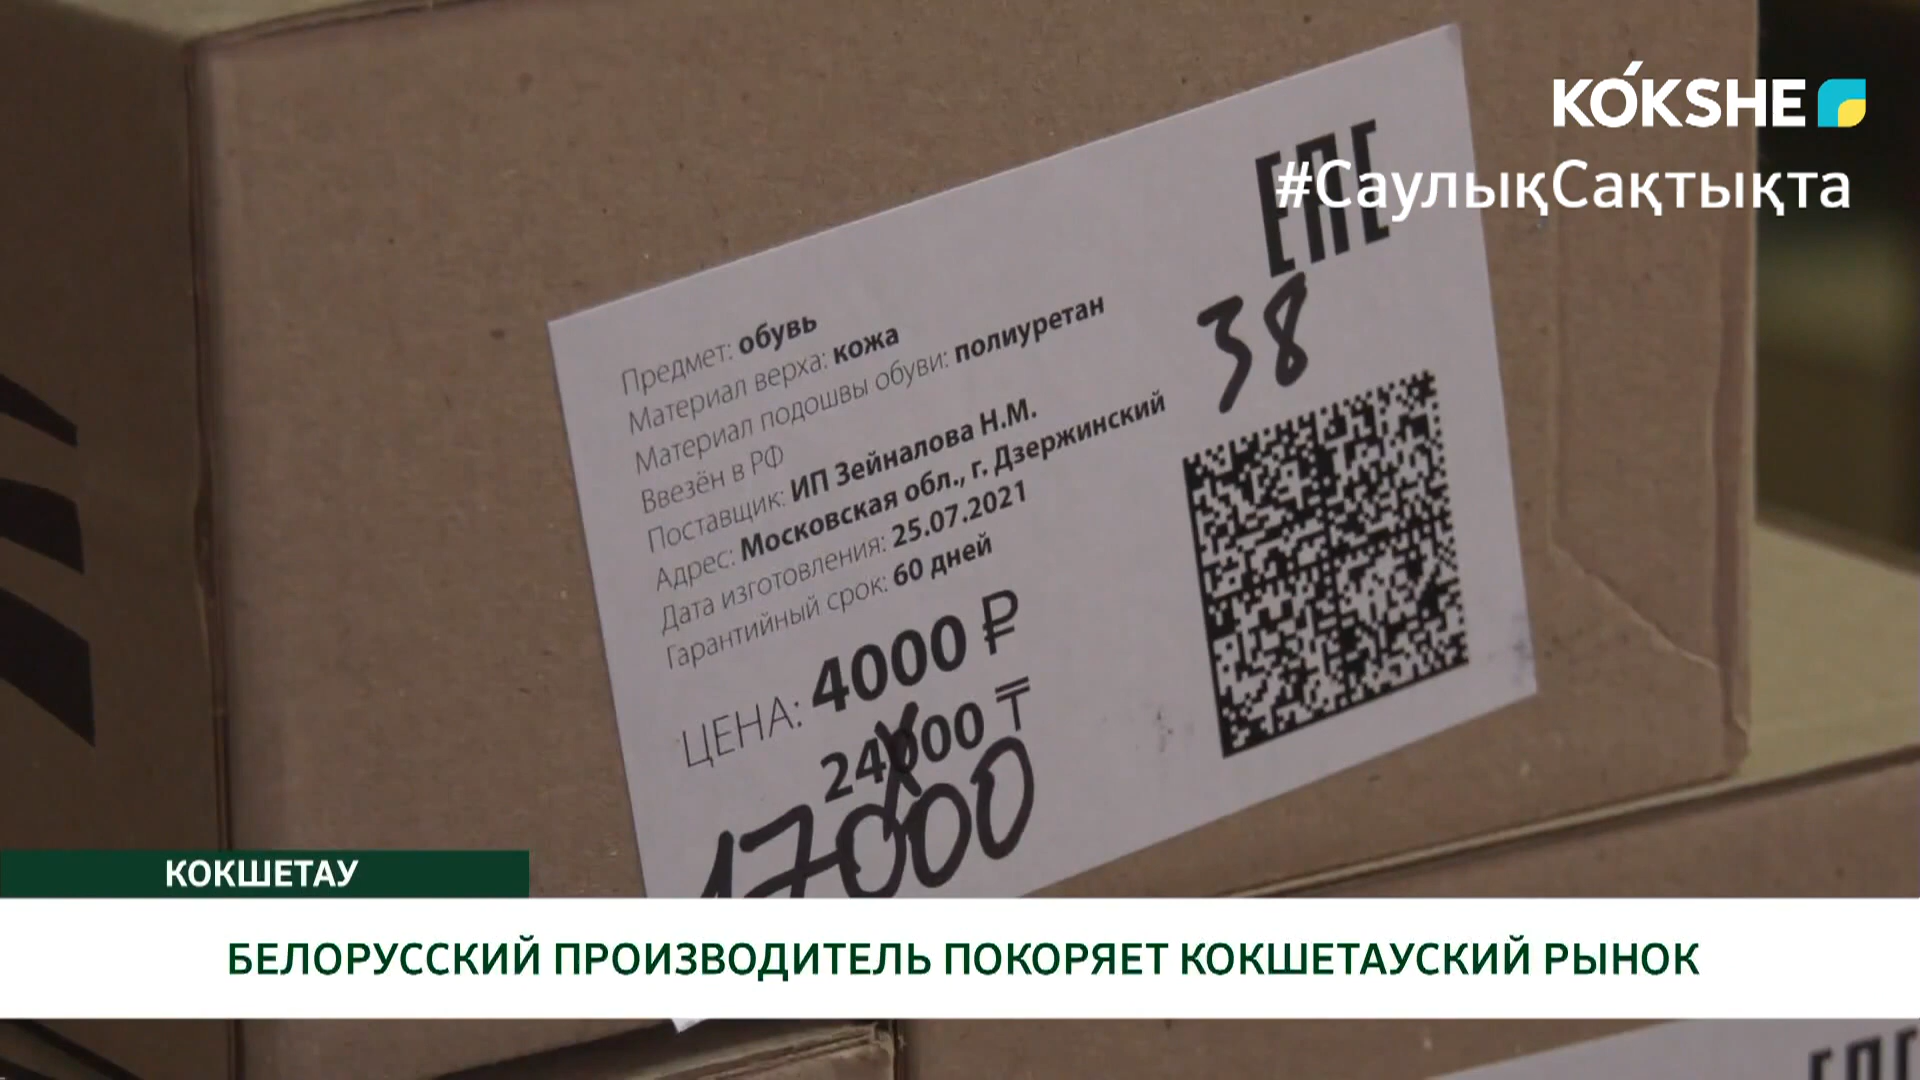 KÓKSHE
#СаулықСақтықта
ЕАС
38
Предмет: обувь
Материал верха: кожа
Материал подошвы обуви: полиуретан
Ввезён в РФ
Поставщик: ИП Зейналова Н.М.
Адрес: Московская обл., г. Дзержинский
Дата изготовления: 25.07.2021
Гарантийный срок: 60 дней
ЦЕНА: 4000 ₽
24000 ₸
17000
КОКШЕТАУ
БЕЛОРУССКИЙ ПРОИЗВОДИТЕЛЬ ПОКОРЯЕТ КОКШЕТАУСКИЙ РЫНОК
ЕАС